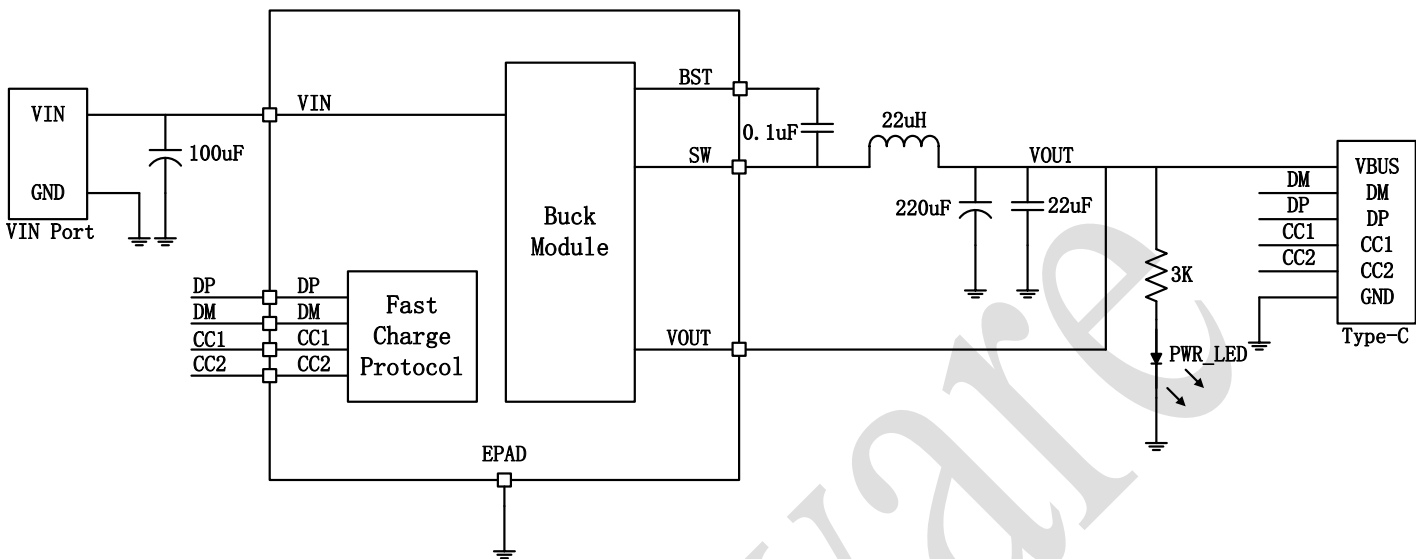 VIN
GND
VIN Port
100uF
VIN
DP
DM
CC1
CC2
DP
DM
CC1
CC2
Fast
Charge
Protocol
Buck
Module
BST
SW
VOUT
EPAD
0.1uF
22uH
VOUT
220uF
22uF
3K
PWR_LED
DM
DP
CC1
CC2
VBUS
DM
DP
CC1
CC2
GND
Type-C